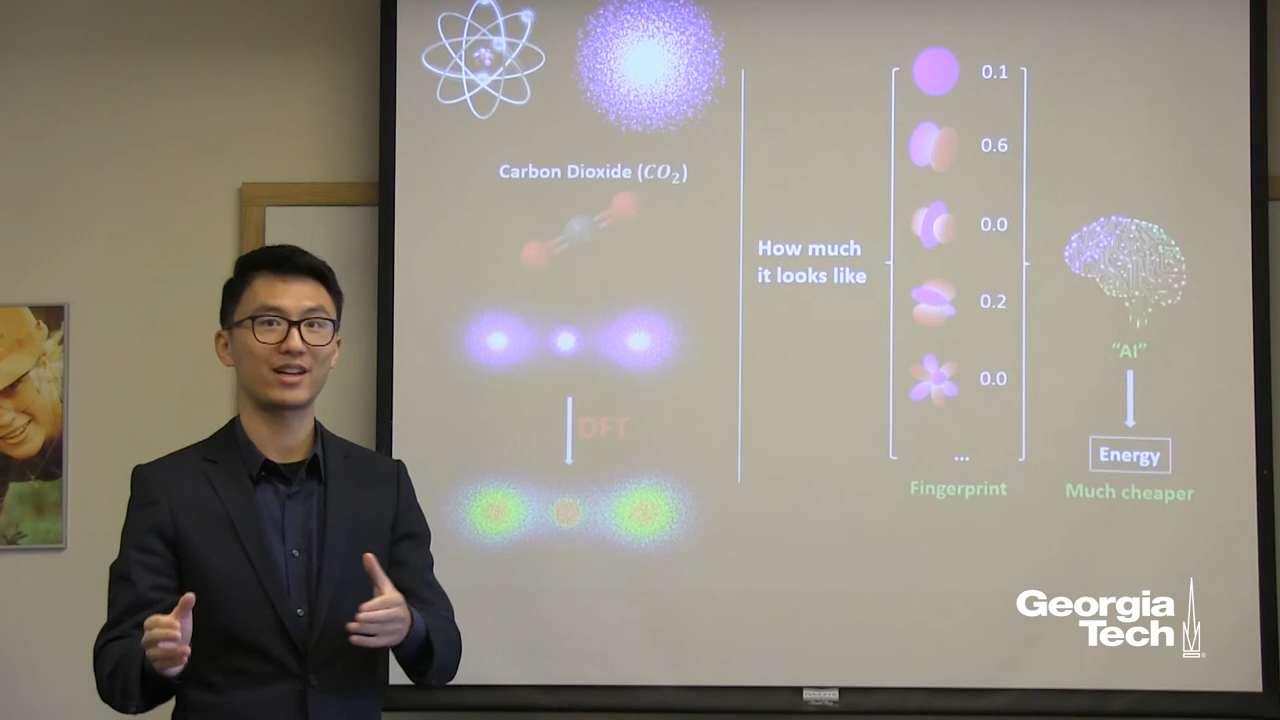 Carbon Dioxide (CO₂)
DFT
How much
it looks like
0.1
0.6
0.0
0.2
0.0
...
Fingerprint
"AI"
Energy
Much cheaper
Georgia
Tech